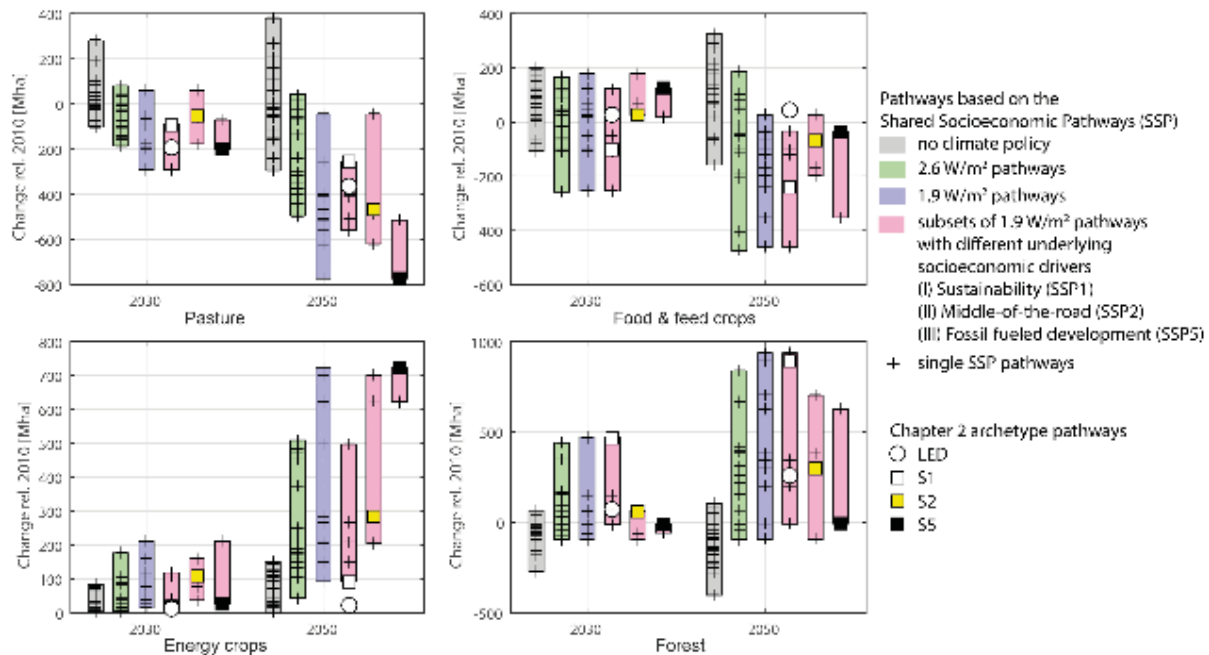 Change rel. 2010 [Mha]
400
200
0
200
400
-600
-800
2030
2050
Pasture
Change rel. 2010 [Mha]
400
200
0
-200
-400
-600
2030
2050
Food & feed crops
Change rel. 2010 [Mha]
800
700
600
500
400
300
200
100
0
2030
2050
Energy crops
Change rel. 2010 [Mha]
1000
500
0
-500
2030
2050
Forest
Pathways based on the
Shared Socioeconomic Pathways (SSP)
no climate policy
2.6 W/m² pathways
1.9 W/m² pathways
subsets of 1.9 W/m² pathways
with different underlying
socioeconomic drivers
(I) Sustainability (SSP1)
(II) Middle-of-the-road (SSP2)
(III) Fossil fueled development (SSP5)
+ single SSP pathways
Chapter 2 archetype pathways
LED
S1
S2
S5